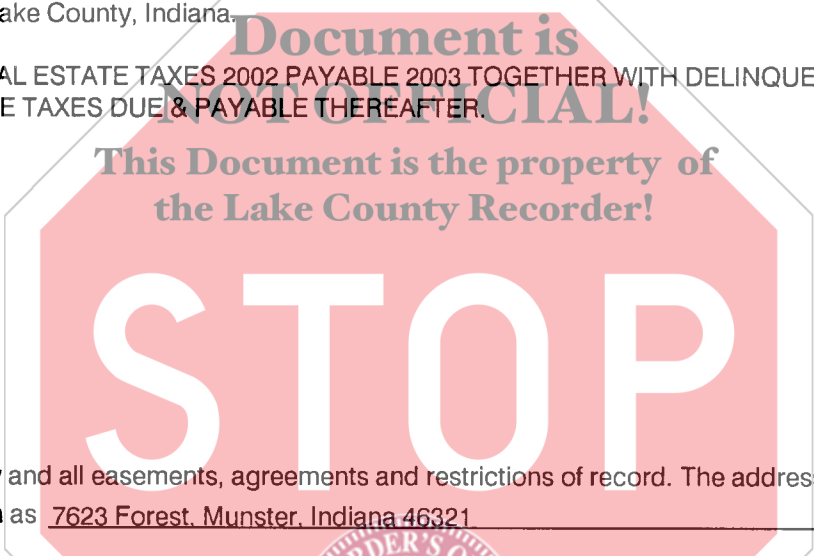 ake County, Indiana.
Document is
AL ESTATE TAXES 2002 PAYABLE 2003 TOGETHER WITH DELINQUE
E TAXES DUE & PAYABLE THEREAFTER.
NOT OFFICIAL!
This Document is the property of
the Lake County Recorder!
STOP
and all easements, agreements and restrictions of record. The addres
as 7623 Forest, Munster, Indiana 46321
RDER'S O